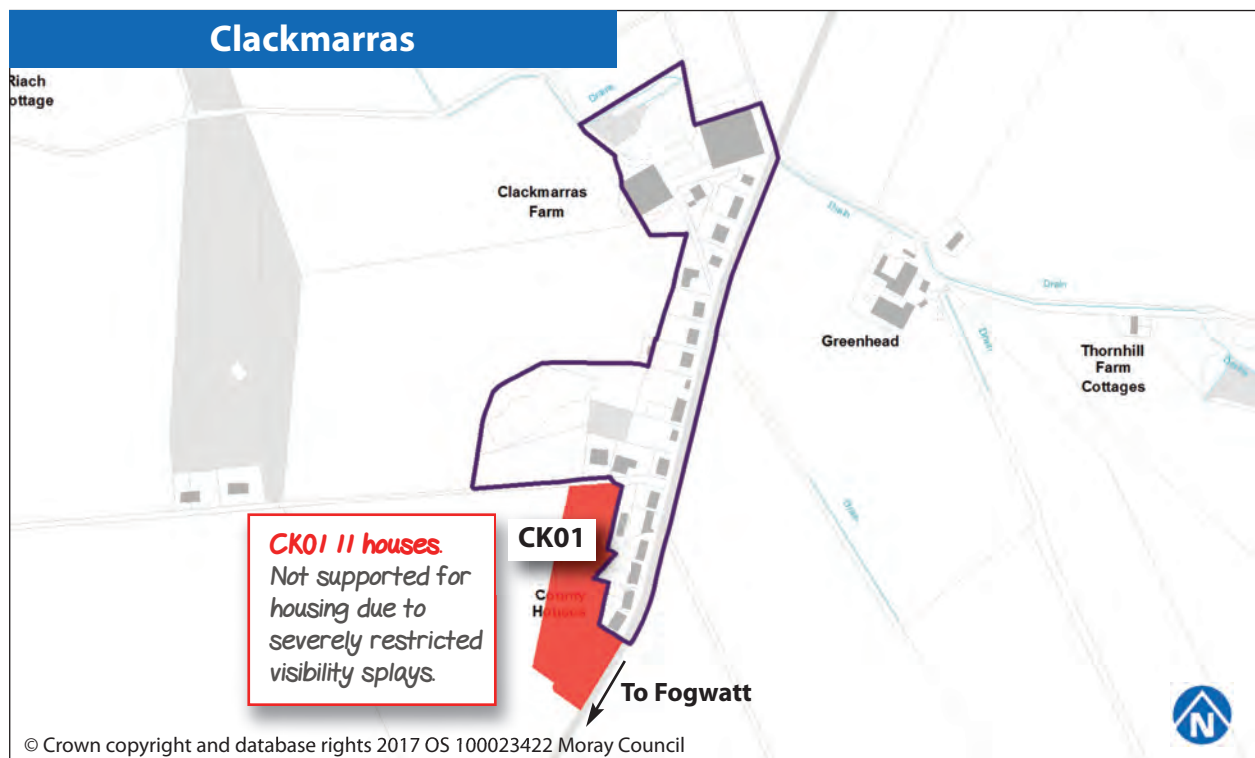 Clackmarras
Riach
ottage
Drain
Clackmarras
Farm
Drain
Drain
Greenhead
Drain
Thornhill
Farm
Cottages
CK01 11 houses.
Not supported for
housing due to
severely restricted
visibility splays.
CK01
Drain
County
Houses
To Fogwatt
N
© Crown copyright and database rights 2017 OS 100023422 Moray Council